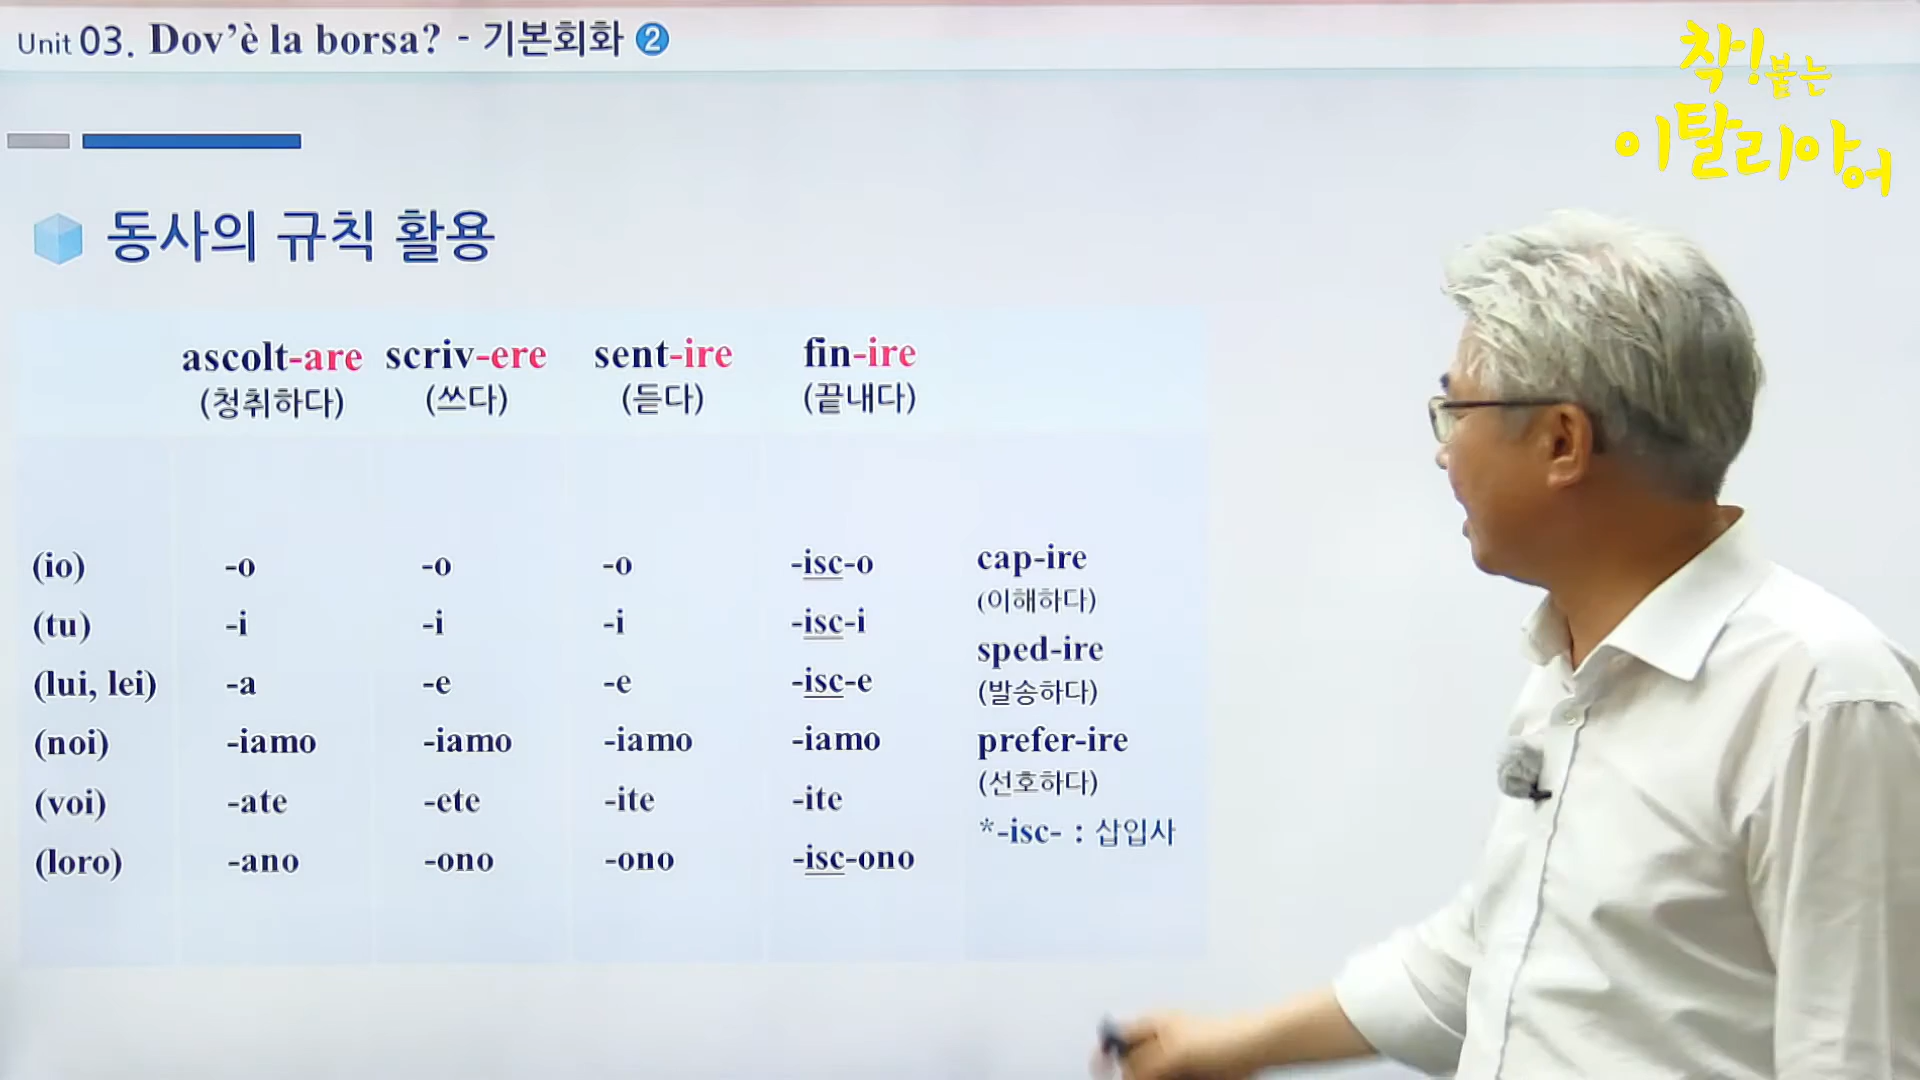 Unit 03. Dov'è la borsa? - 기본회화 2
착! 붙는
이탈리아어
동사의 규칙 활용
ascolt-are scriv-ere sent-ire fin-ire
(청취하다) (쓰다) (듣다) (끝내다)
(io) -o -o -o -isc-o cap-ire
(이해하다)
(tu) -i -i -i -isc-i
sped-ire
(lui, lei) -a -e -e -isc-e (발송하다)
(noi) -iamo -iamo -iamo -iamo prefer-ire
(선호하다)
(voi) -ate -ete -ite -ite
*-isc- : 삽입사
(loro) -ano -ono -ono -isc-ono